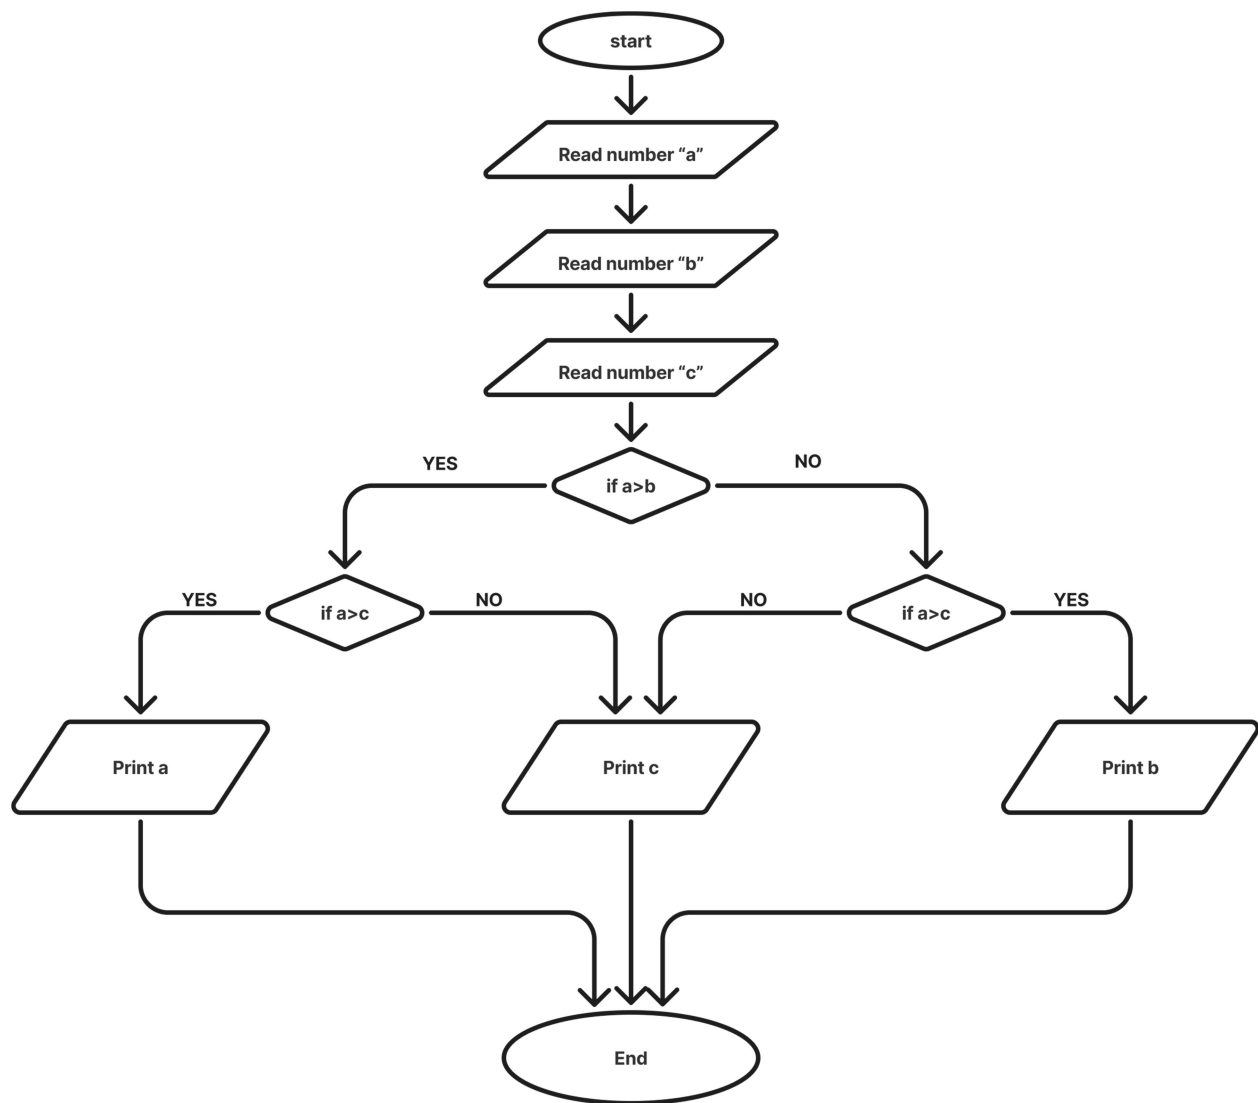 start
Read number “a”
Read number “b”
Read number “c”
YES
NO
if a>b
YES
if a>c
NO
NO
if a>c
YES
Print a
Print c
Print b
End